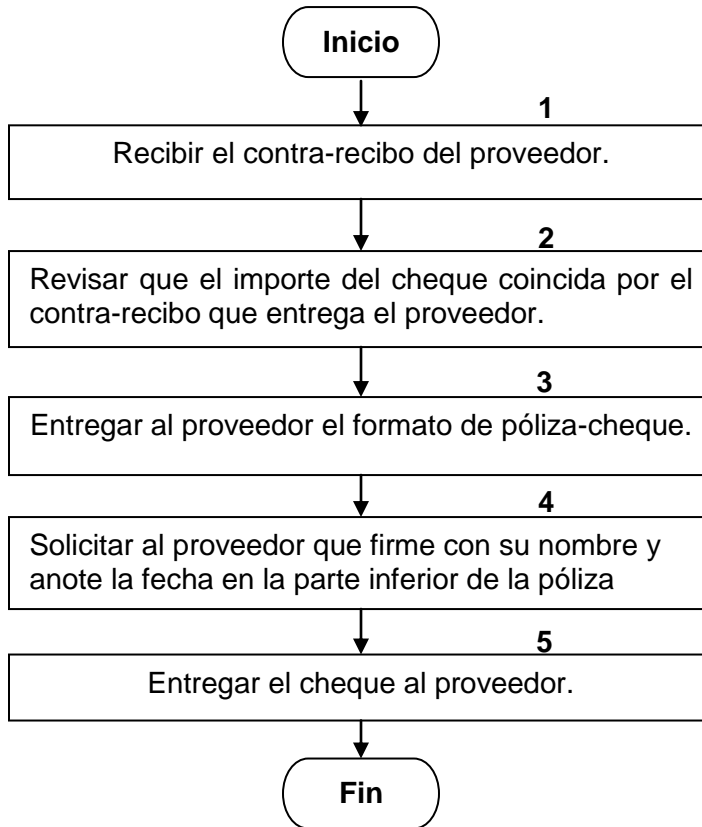 Inicio
1
Recibir el contra-recibo del proveedor.
2
Revisar que el importe del cheque coincida por el
contra-recibo que entrega el proveedor.
3
Entregar al proveedor el formato de póliza-cheque.
4
Solicitar al proveedor que firme con su nombre y
anote la fecha en la parte inferior de la póliza
5
Entregar el cheque al proveedor.
Fin